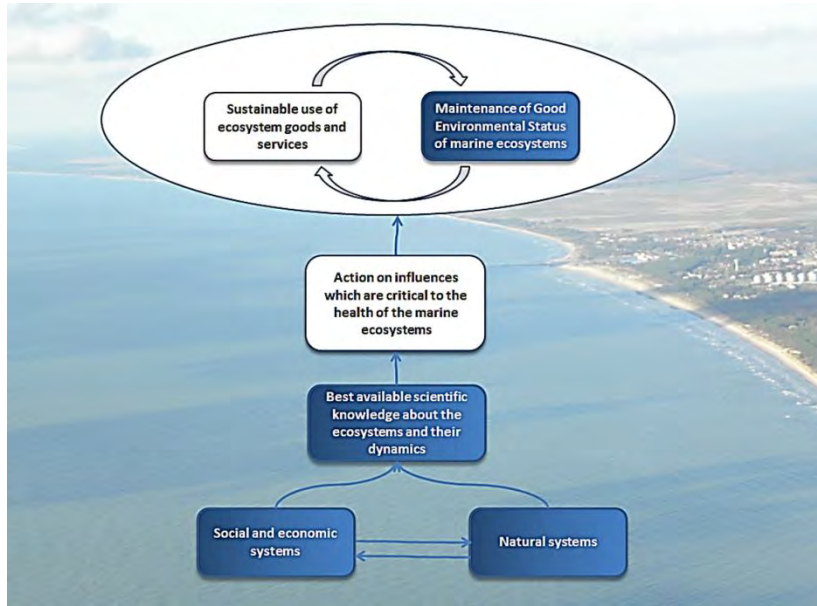 Sustainable use of
ecosystem goods and
services
Maintenance of Good
Environmental Status
of marine ecosystems
Action on influences
which are critical to the
health of the marine
ecosystems
Best available scientific
knowledge about the
ecosystems and their
dynamics
Social and economic
systems
Natural systems